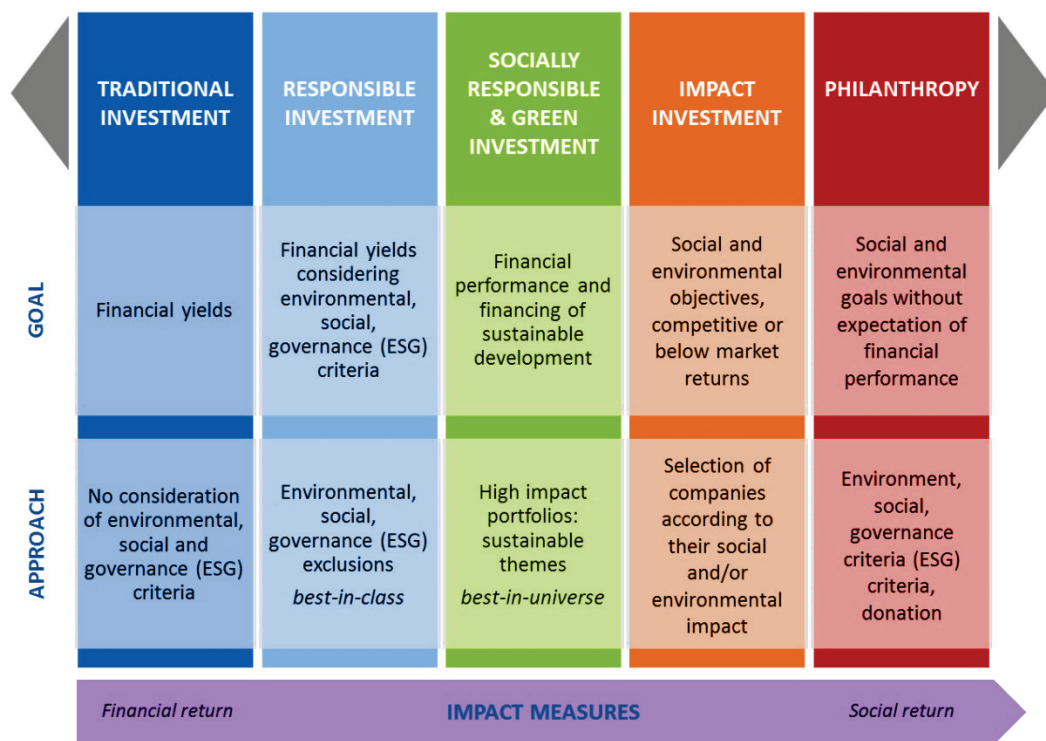 TRADITIONAL
INVESTMENT
RESPONSIBLE
INVESTMENT
SOCIALLY
RESPONSIBLE
& GREEN
INVESTMENT
IMPACT
INVESTMENT
PHILANTHROPY
GOAL
Financial yields
Financial yields
considering
environmental,
social,
governance (ESG)
criteria
Financial
performance and
financing of
sustainable
development
Social and
environmental
objectives,
competitive or
below market
returns
Social and
environmental
goals without
expectation of
financial
performance
APPROACH
No consideration
of environmental,
social and
governance (ESG)
criteria
Environmental,
social,
governance (ESG)
exclusions
best-in-class
High impact
portfolios:
sustainable
themes
best-in-universe
Selection of
companies
according to
their social
and/or
environmental
impact
Environment,
social,
governance
criteria (ESG)
criteria,
donation
Financial return
IMPACT MEASURES
Social return